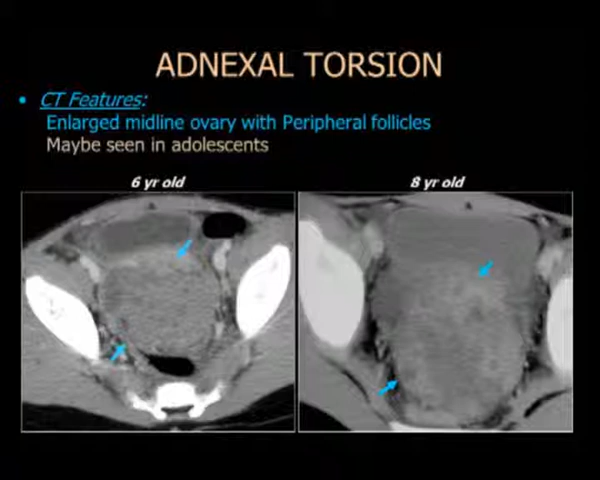 ADNEXAL TORSION
• CT Features:
Enlarged midline ovary with Peripheral follicles
Maybe seen in adolescents
6 yr old
8 yr old